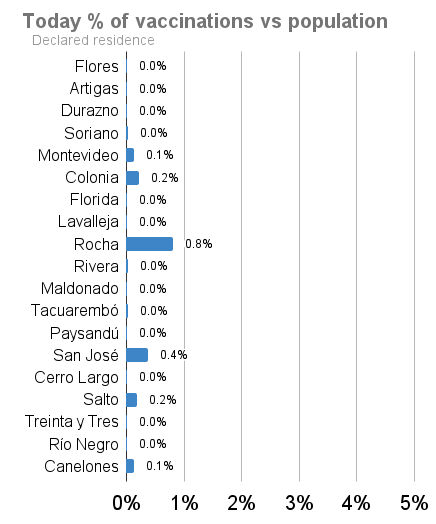 Today % of vaccinations vs population
Declared residence
Flores 0.0%
Artigas 0.0%
Durazno 0.0%
Soriano 0.0%
Montevideo 0.1%
Colonia 0.2%
Florida 0.0%
Lavalleja 0.0%
Rocha 0.8%
Rivera 0.0%
Maldonado 0.0%
Tacuarembó 0.0%
Paysandú 0.0%
San José 0.4%
Cerro Largo 0.0%
Salto 0.2%
Treinta y Tres 0.0%
Río Negro 0.0%
Canelones 0.1%
0% 1% 2% 3% 4% 5%